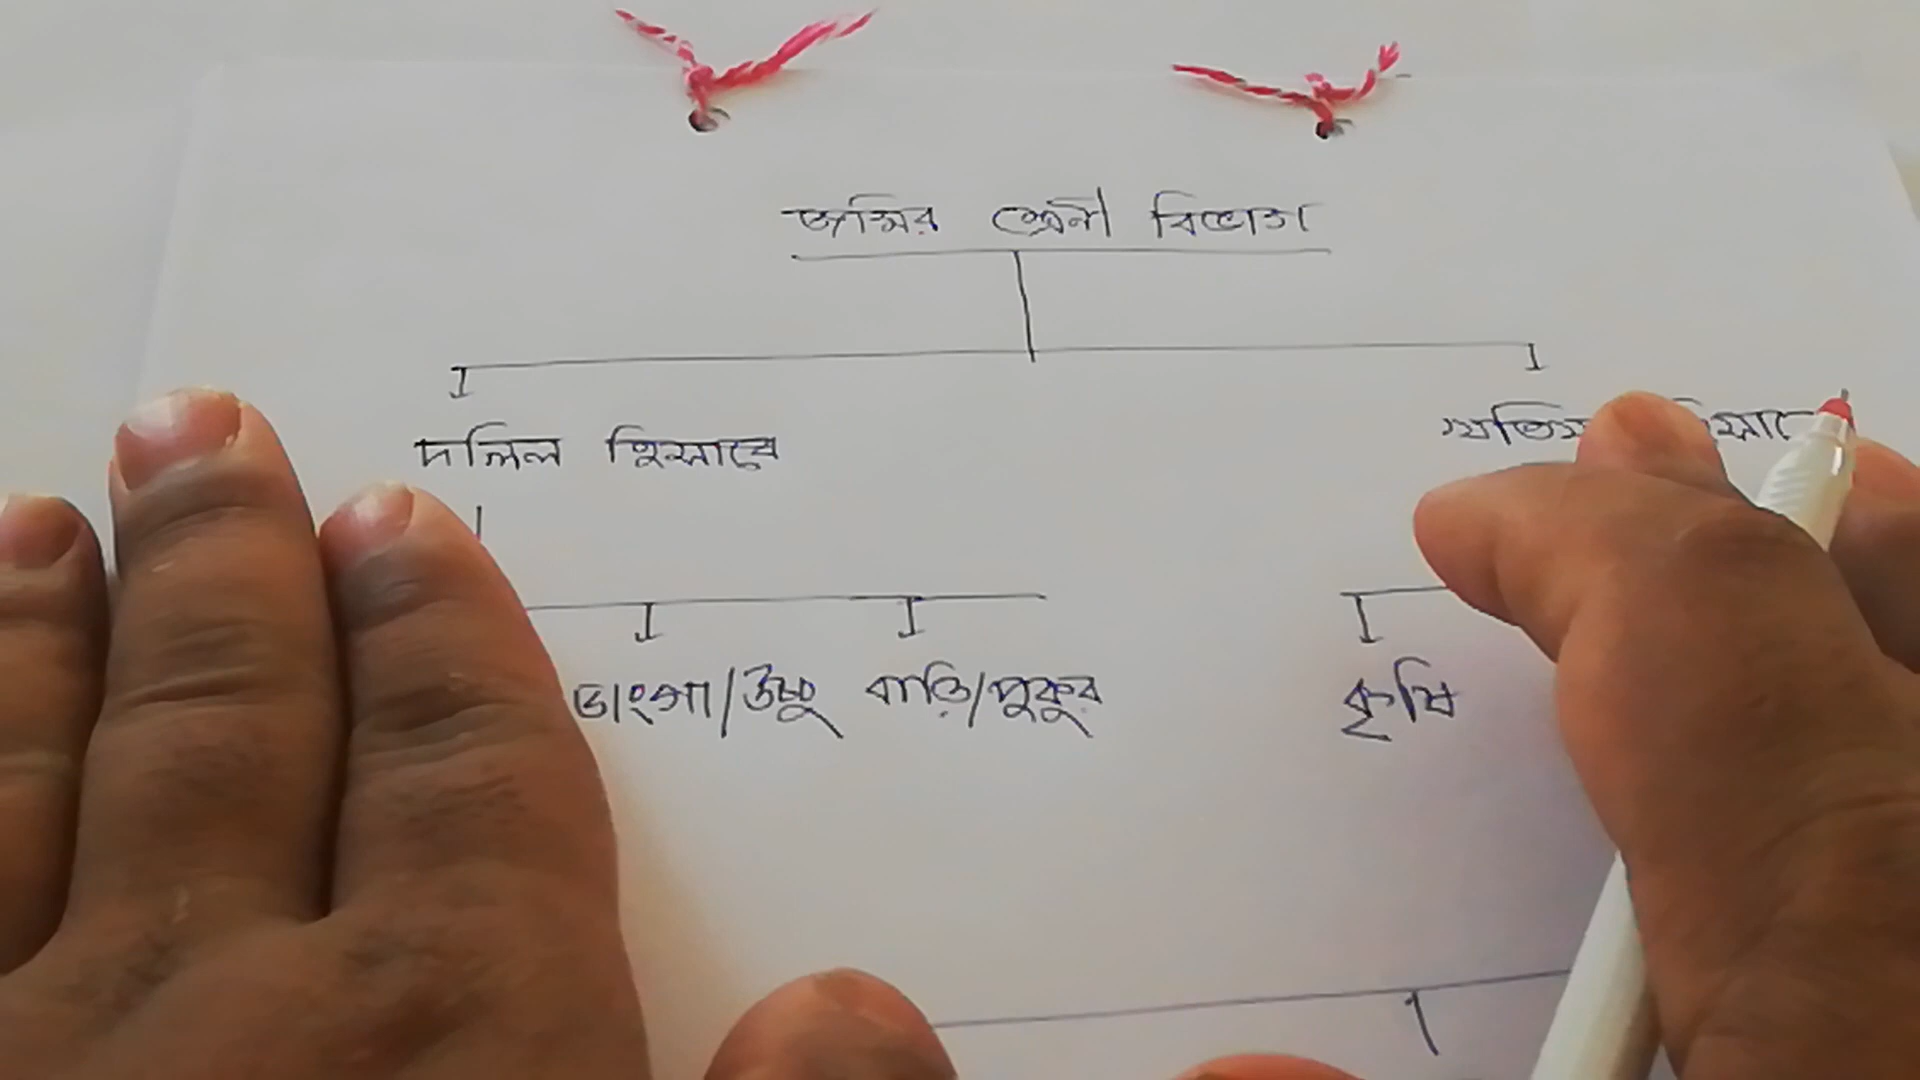 জমির শ্রেনী বিভাগ
দলিল হিসাবে
ডাংগা/উচ্চু বাড়ি/পুকুর কৃষি